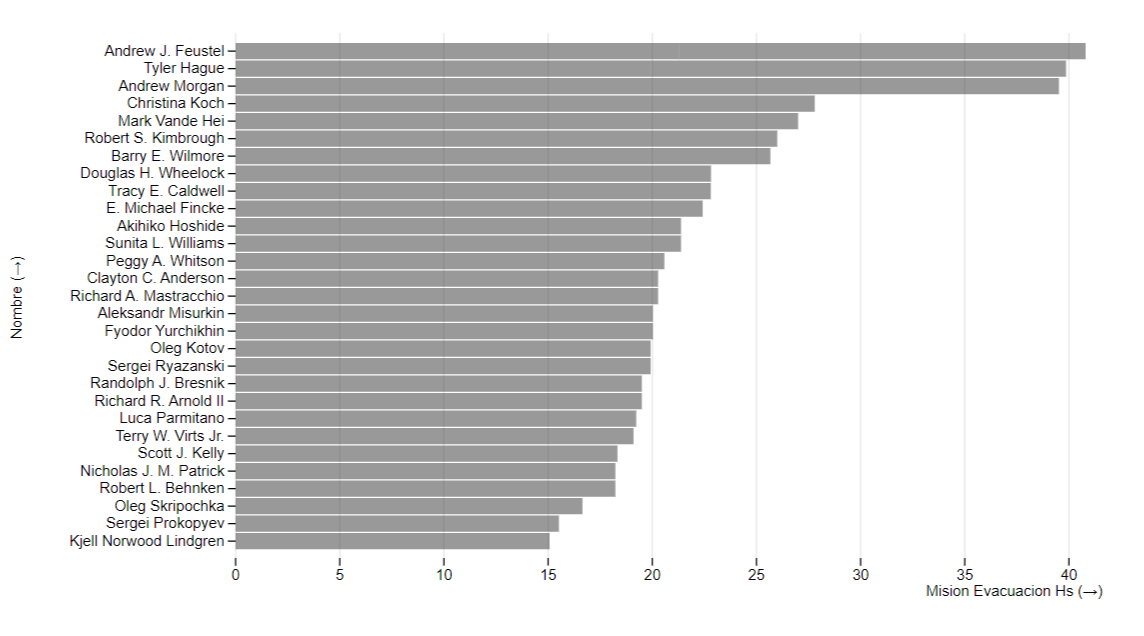 Andrew J. Feustel
Tyler Hague
Andrew Morgan
Christina Koch
Mark Vande Hei
Robert S. Kimbrough
Barry E. Wilmore
Douglas H. Wheelock
Tracy E. Caldwell
E. Michael Fincke
Akihiko Hoshide
Sunita L. Williams
Peggy A. Whitson
Clayton C. Anderson
Richard A. Mastracchio
Aleksandr Misurkin
Fyodor Yurchikhin
Oleg Kotov
Sergei Ryazanski
Randolph J. Bresnik
Richard R. Arnold II
Luca Parmitano
Terry W. Virts Jr.
Scott J. Kelly
Nicholas J. M. Patrick
Robert L. Behnken
Oleg Skripochka
Sergei Prokopyev
Kjell Norwood Lindgren
Nombre (→)
0 5 10 15 20 25 30 35 40
Mision Evacuacion Hs (→)